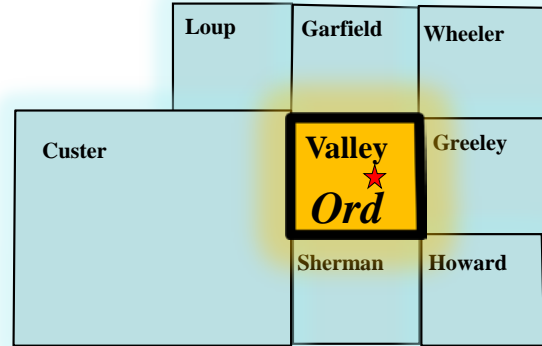 Loup
Garfield
Wheeler
Custer
Valley
Greeley
Ord
Sherman
Howard